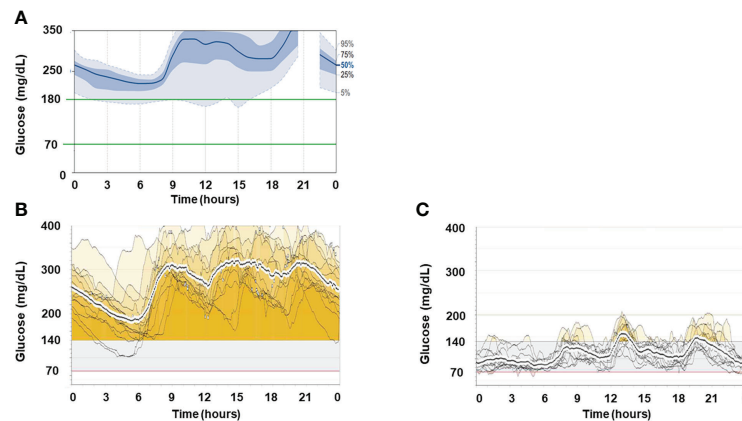 A
350
250
180
70
0
95%
75%
50%
25%
5%
0 3 6 9 12 15 18 21 0
Time (hours)
Glucose (mg/dL)
B
400
300
200
140
70
0 3 6 9 12 15 18 21 0
Time (hours)
Glucose (mg/dL)
C
400
300
200
140
70
0 3 6 9 12 15 18 21
Time (hours)
Glucose (mg/dL)